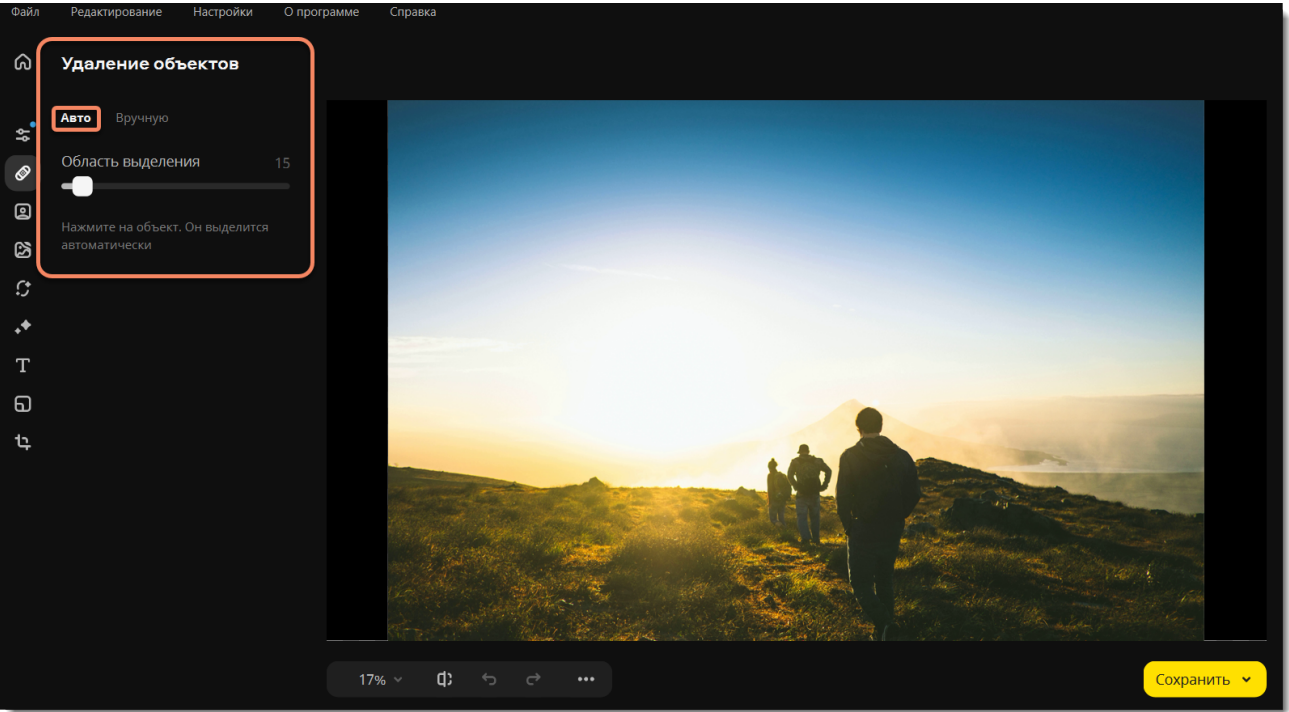 Файл Редактирование Настройки О программе Справка
Удаление объектов
Авто Вручную
Область выделения 15
Нажмите на объект. Он выделится
автоматически
17%
Сохранить